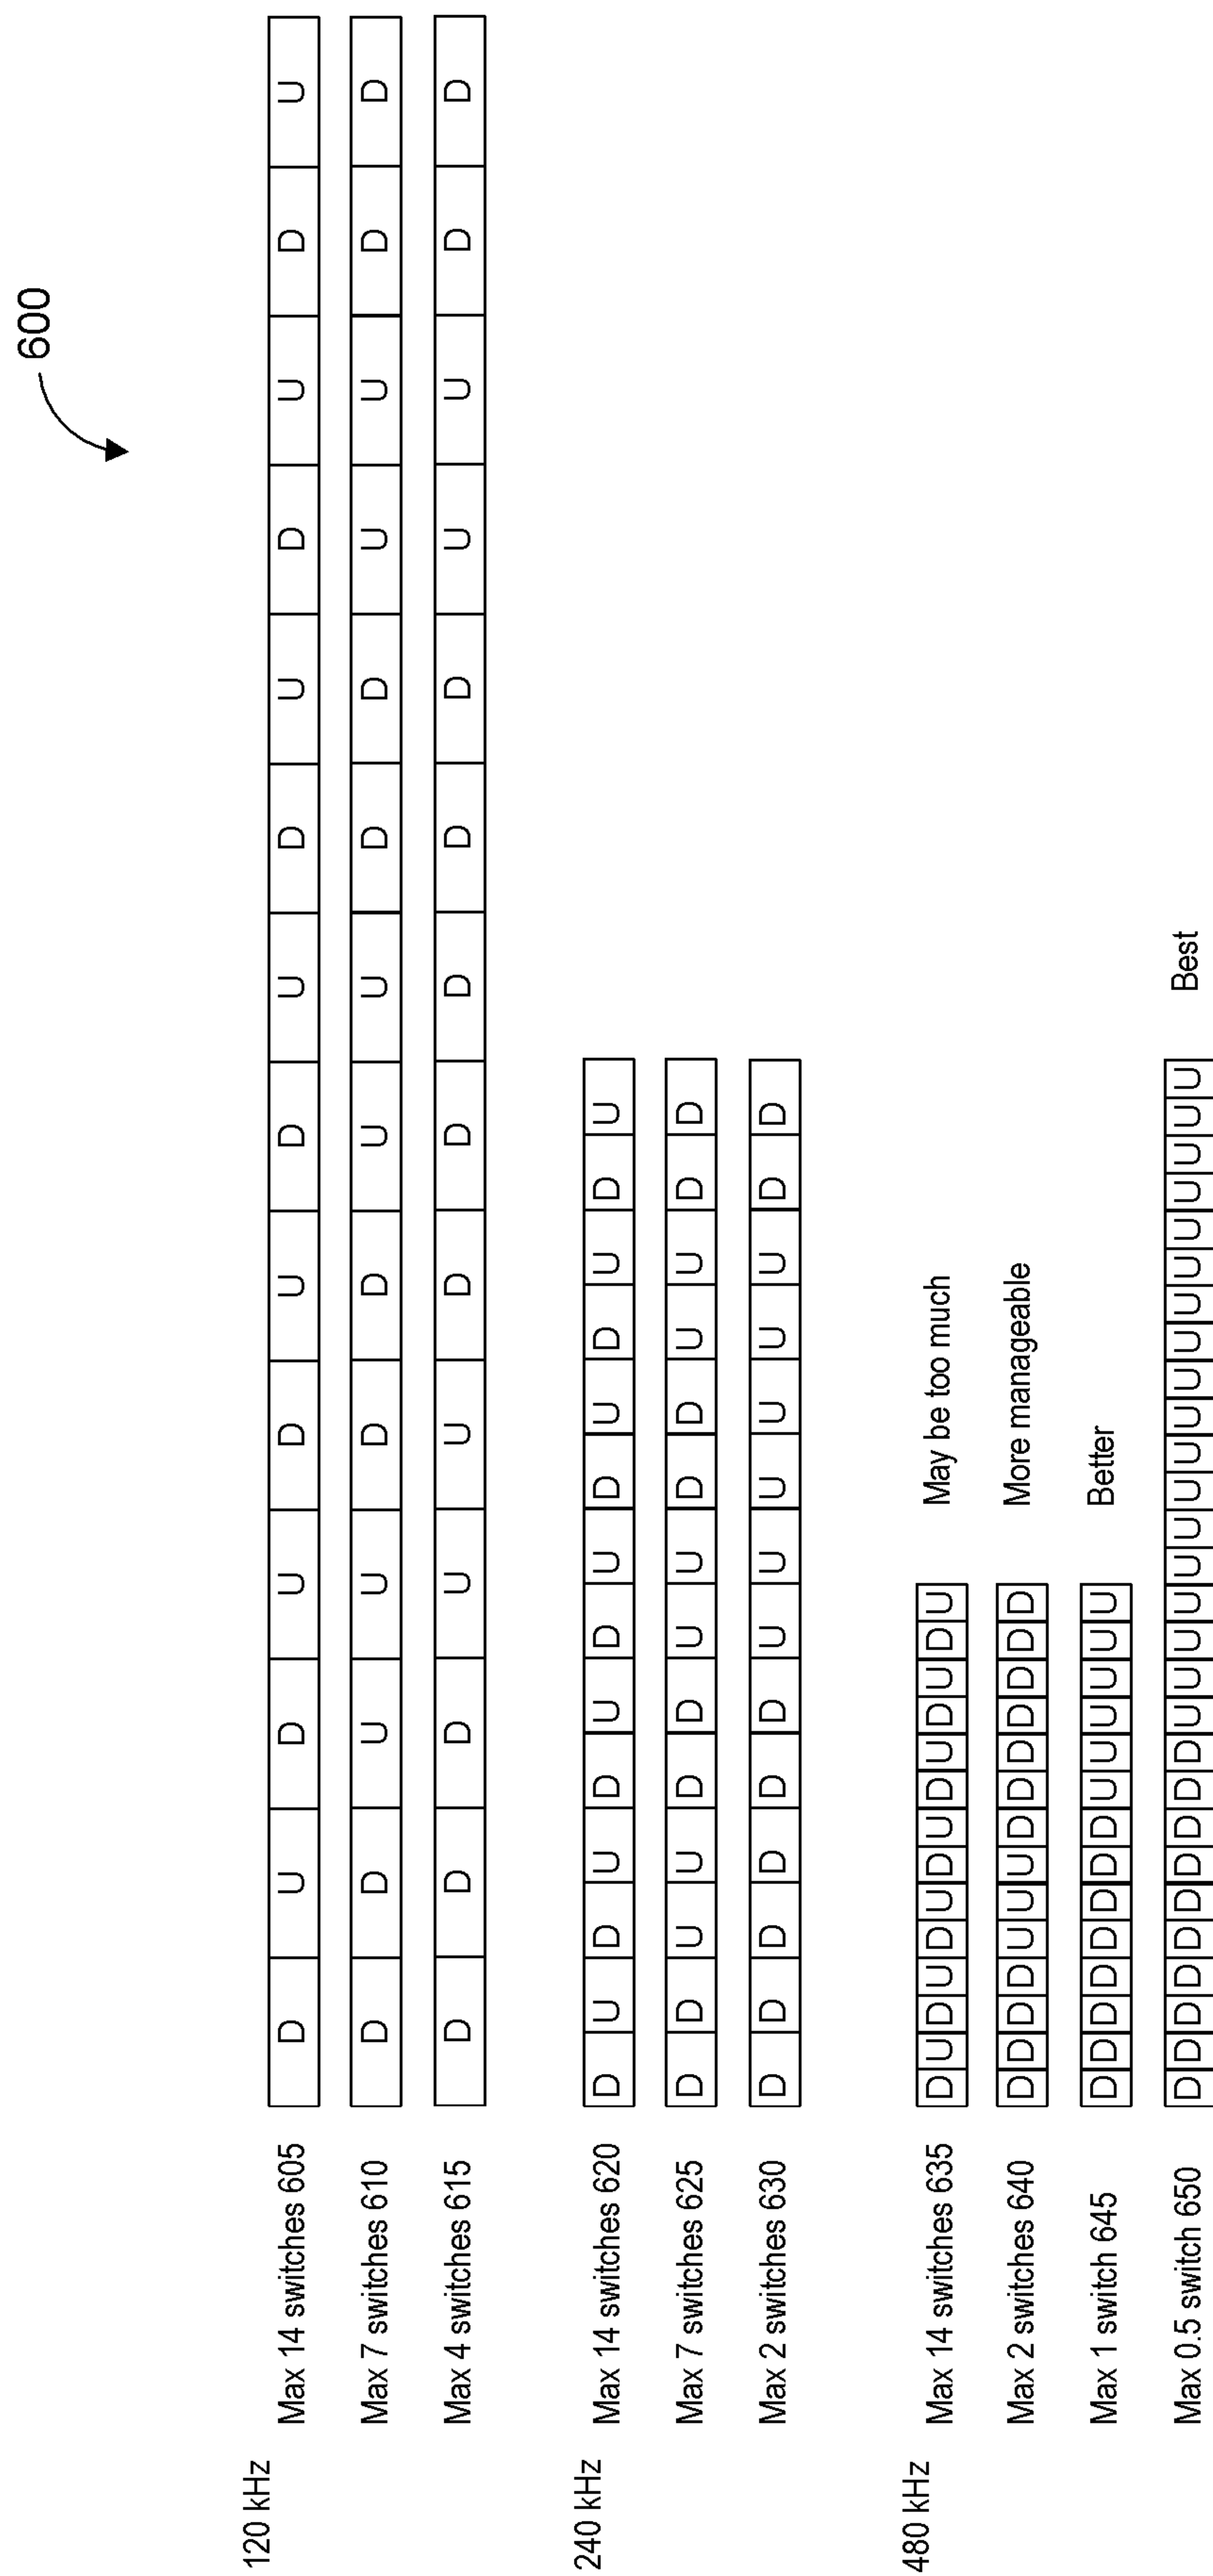 600
120 kHz
Max 14 switches 605 D U D U D U D U D U D U D U
Max 7 switches 610 D D U U D D U U D D U U D D
Max 4 switches 615 D D D U U D D D D D U U D D
240 kHz
Max 14 switches 620 D U D U D U D U D U D U D U
Max 7 switches 625 D D U U D D U U D D U U D D
Max 2 switches 630 D D D D D D U U U U U U D D
480 kHz
Max 14 switches 635 D U D U D U D U D U D U D U May be too much
Max 2 switches 640 D D D D U U U D D D D D D D More manageable
Max 1 switch 645 D D D D D D D D U U U U U U Better
Max 0.5 switch 650 D D D D D D D D D D U U U U U U U U U U U U U U U U U U Best